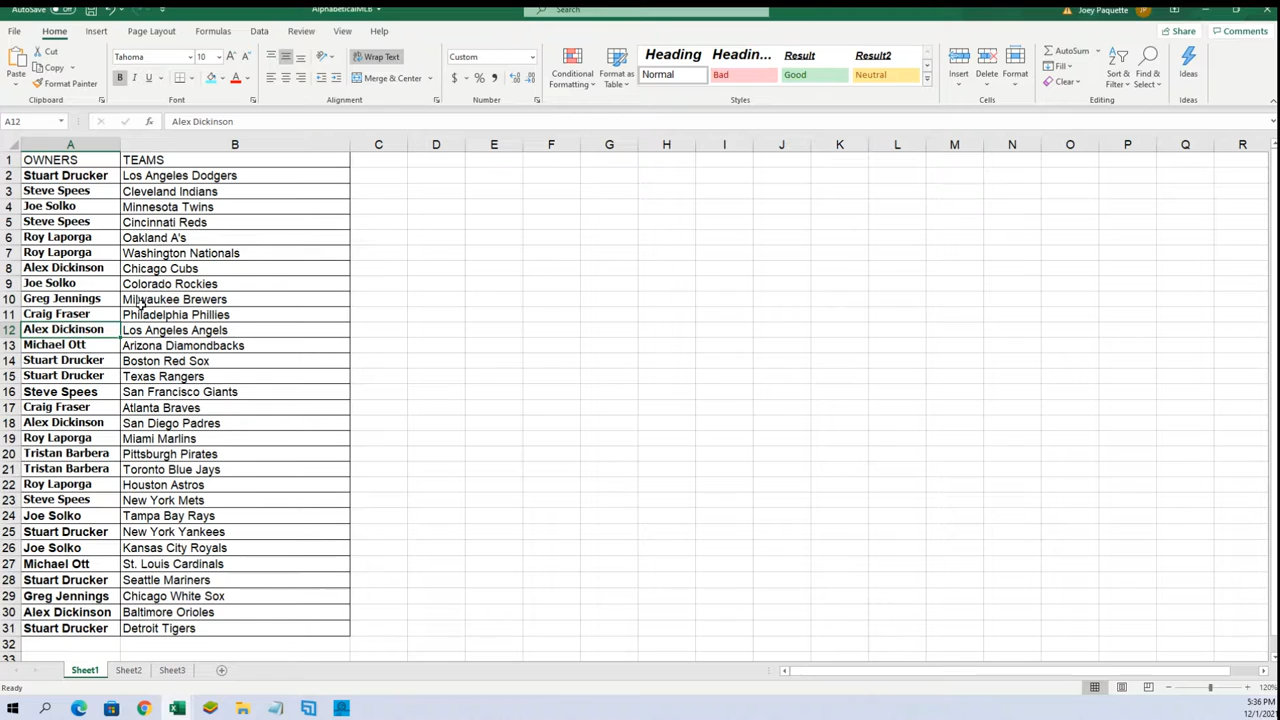 AutoSave Off AlphabeticalMLB Search Joey Paquette JP
File Home Insert Page Layout Formulas Data Review View Help Share Comments
Cut Copy Format Painter Paste Clipboard
Tahoma 10 B I U A Font
Wrap Text Merge & Center Alignment
Custom $ % Number
Conditional Formatting Format as Table
Heading Headin... Result Result2
Normal Bad Good Neutral
Styles
Insert Delete Format Cells
AutoSum Fill Clear Sort & Filter Find & Select Editing
Ideas Ideas
A12 fx Alex Dickinson
A B C D E F G H I J K L M N O P Q R
1 OWNERS TEAMS
2 Stuart Drucker Los Angeles Dodgers
3 Steve Spees Cleveland Indians
4 Joe Solko Minnesota Twins
5 Steve Spees Cincinnati Reds
6 Roy Laporga Oakland A's
7 Roy Laporga Washington Nationals
8 Alex Dickinson Chicago Cubs
9 Joe Solko Colorado Rockies
10 Greg Jennings Milwaukee Brewers
11 Craig Fraser Philadelphia Phillies
12 Alex Dickinson Los Angeles Angels
13 Michael Ott Arizona Diamondbacks
14 Stuart Drucker Boston Red Sox
15 Stuart Drucker Texas Rangers
16 Steve Spees San Francisco Giants
17 Craig Fraser Atlanta Braves
18 Alex Dickinson San Diego Padres
19 Roy Laporga Miami Marlins
20 Tristan Barbera Pittsburgh Pirates
21 Tristan Barbera Toronto Blue Jays
22 Roy Laporga Houston Astros
23 Steve Spees New York Mets
24 Joe Solko Tampa Bay Rays
25 Stuart Drucker New York Yankees
26 Joe Solko Kansas City Royals
27 Michael Ott St. Louis Cardinals
28 Stuart Drucker Seattle Mariners
29 Greg Jennings Chicago White Sox
30 Alex Dickinson Baltimore Orioles
31 Stuart Drucker Detroit Tigers
32
33
Sheet1 Sheet2 Sheet3
Ready 120%
5:36 PM